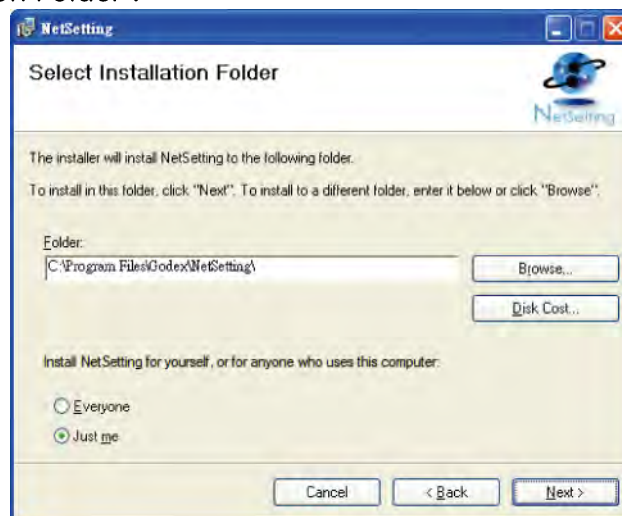 Folder".
NetSetting
Select Installation Folder
NetSetting
The installer will install NetSetting to the following folder.
To install in this folder, click "Next". To install to a different folder, enter it below or click "Browse".
Folder:
C:\Program Files\Godex\NetSetting\
Browse...
Disk Cost...
Install NetSetting for yourself, or for anyone who uses this computer:
Everyone
Just me
Cancel
< Back
Next >